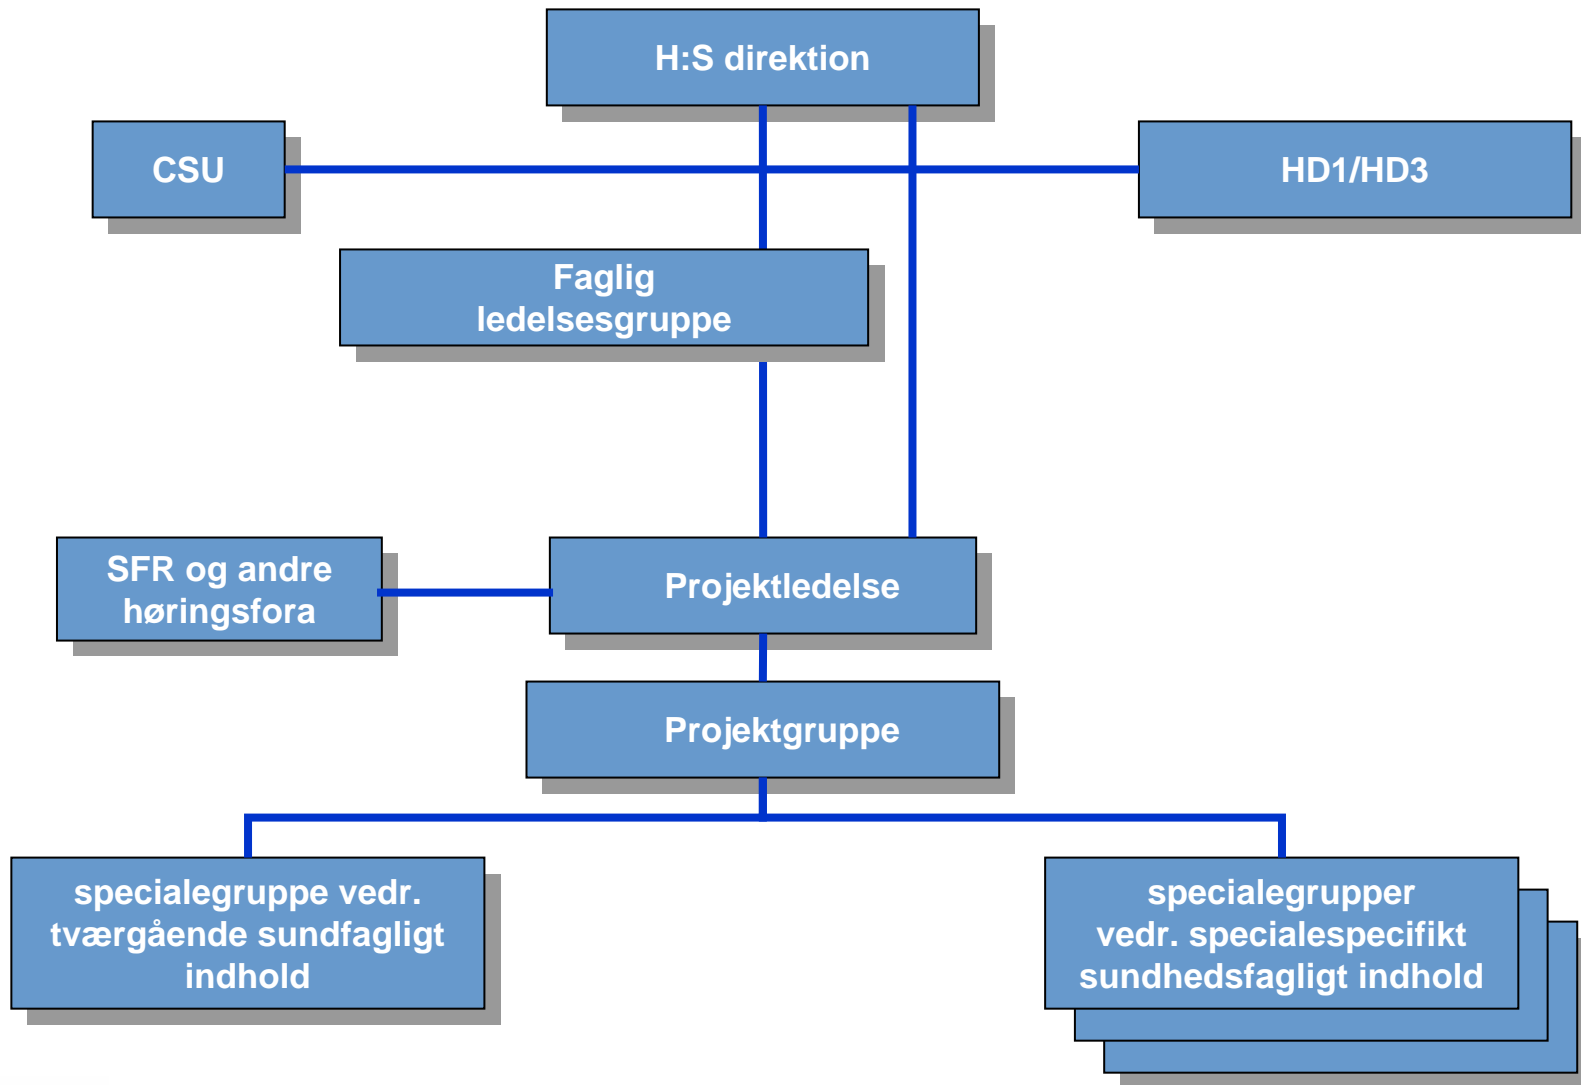 H:S direktion
CSU
HD1/HD3
Faglig
ledelsesgruppe
SFR og andre
høringsfora
Projektledelse
Projektgruppe
specialegruppe vedr.
tværgående sundfagligt
indhold
specialegrupper
vedr. specialespecifikt
sundhedsfagligt indhold